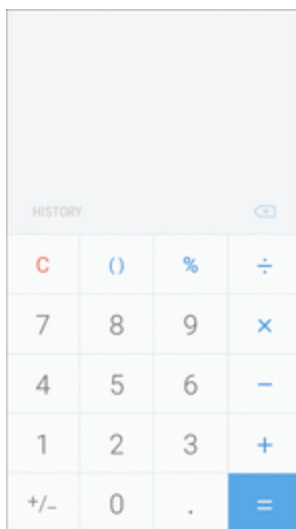 HISTORY
C () % ÷
7 8 9 ×
4 5 6 −
1 2 3 +
+/− 0 . =